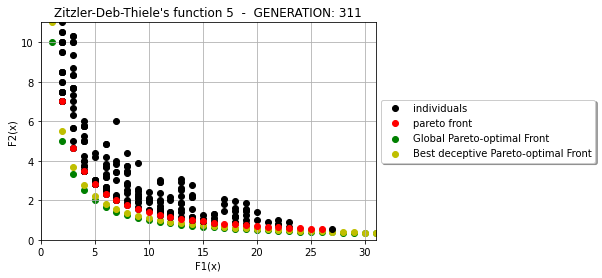 Zitzler-Deb-Thiele's function 5 - GENERATION: 311
F2(x)
10
8
6
4
2
0
0 5 10 15 20 25 30
F1(x)
individuals
pareto front
Global Pareto-optimal Front
Best deceptive Pareto-optimal Front